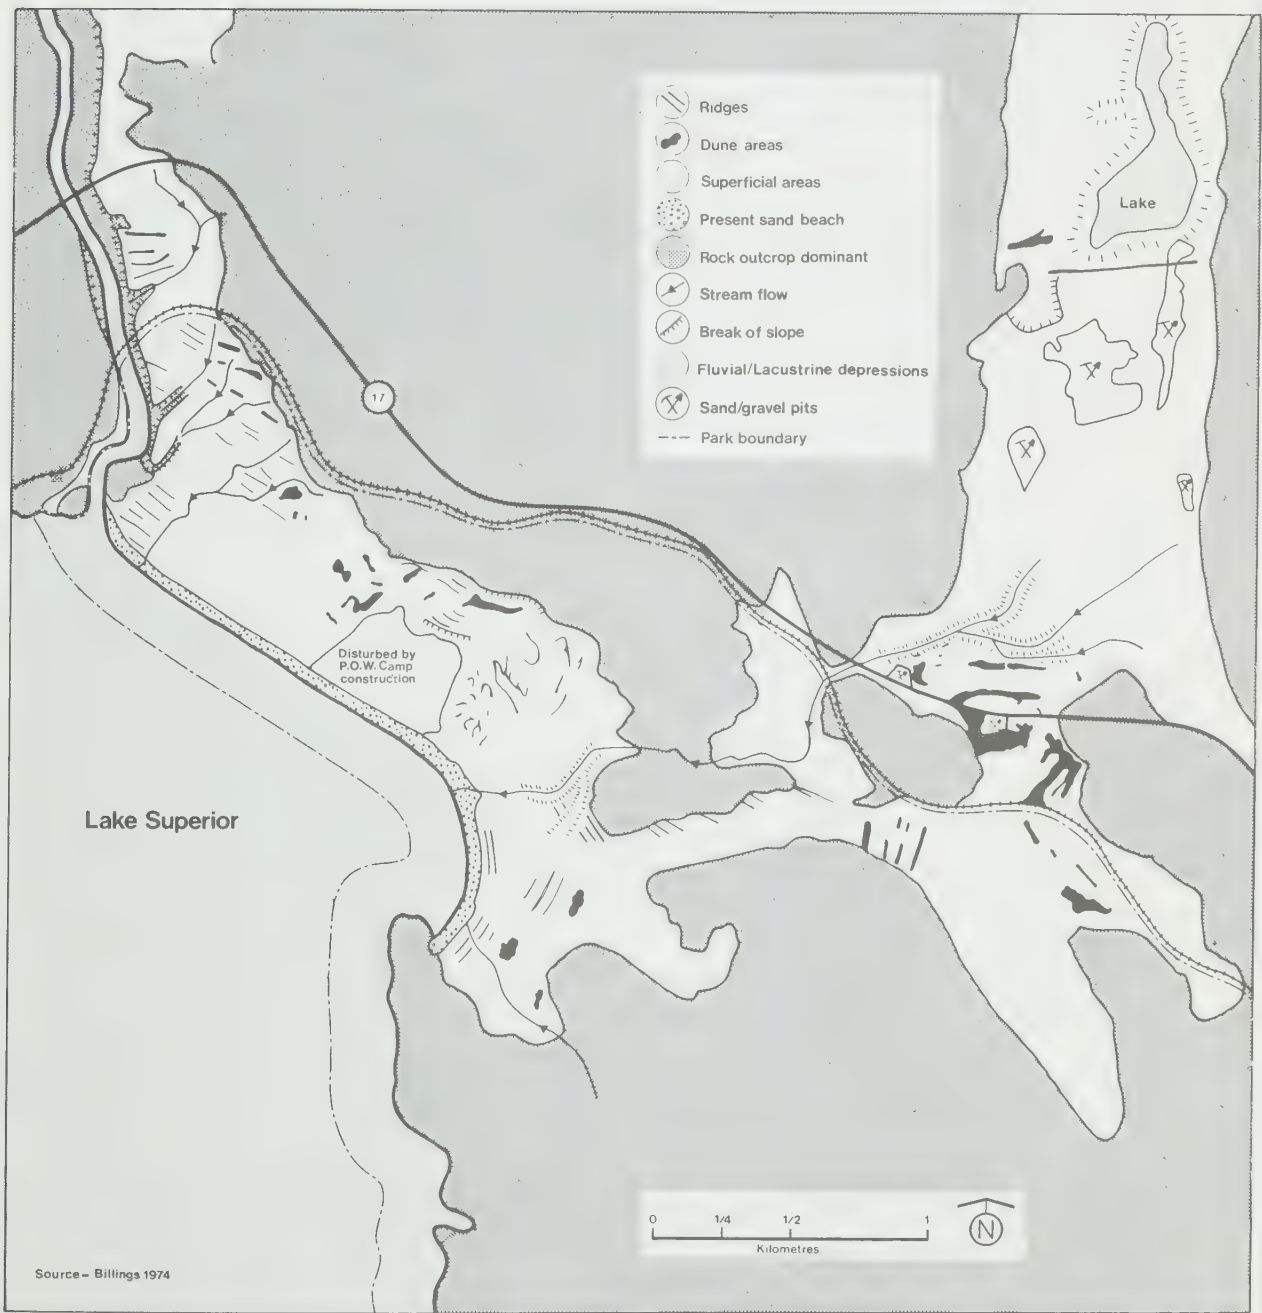 Ridges
Dune areas
Superficial areas
Present sand beach
Rock outcrop dominant
Stream flow
Break of slope
Fluvial/Lacustrine depressions
Sand/gravel pits
Park boundary
Lake
17
Disturbed by
P.O.W. Camp
construction
Lake Superior
0 1/4 1/2 1
Kilometres
N
Source– Billings 1974